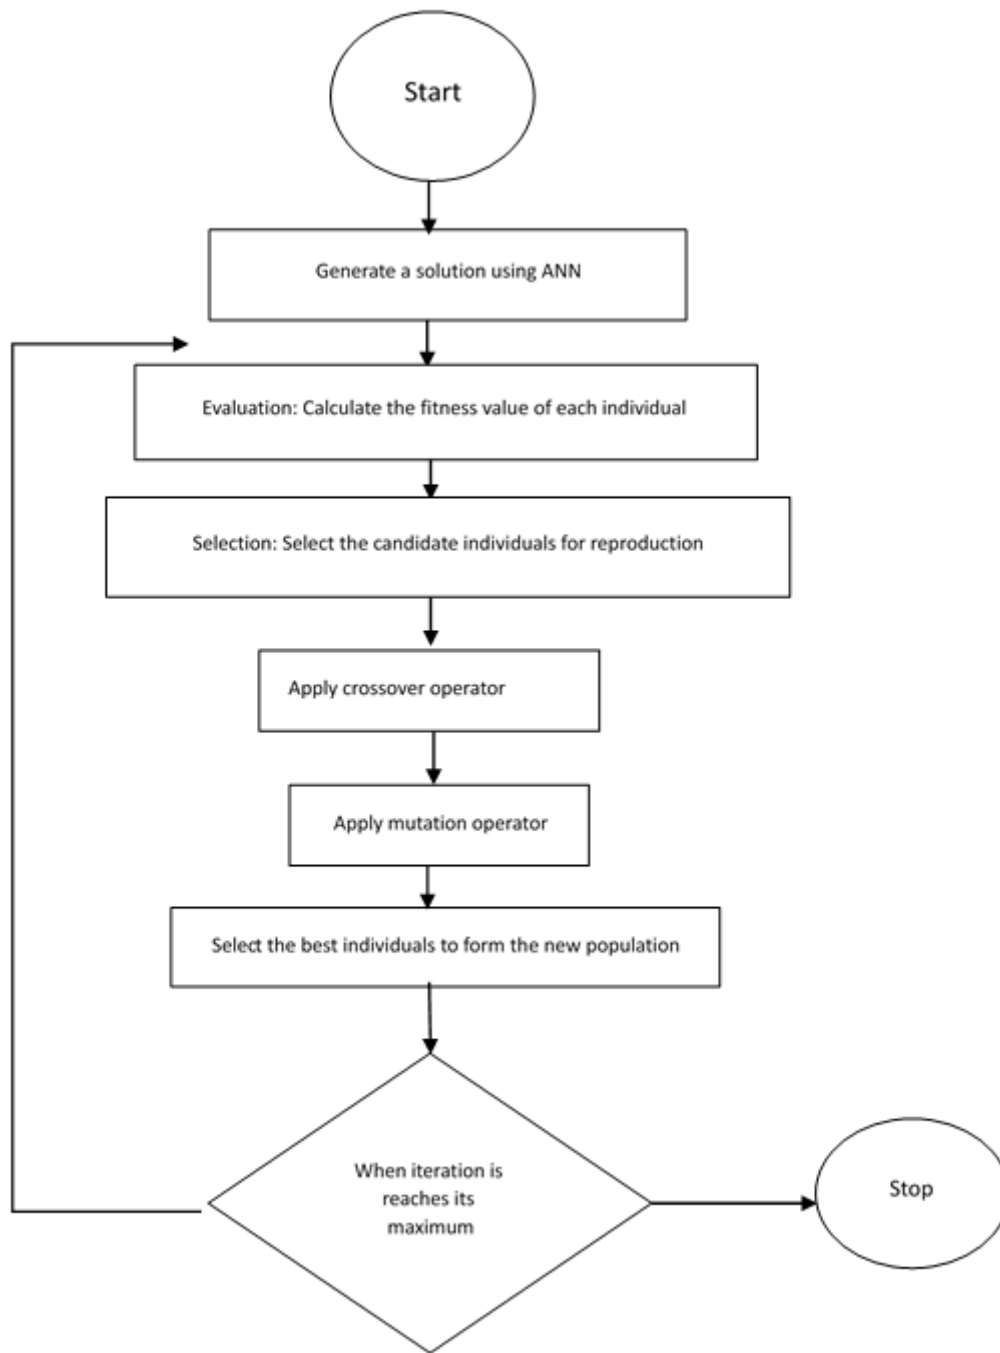 Start
Generate a solution using ANN
Evaluation: Calculate the fitness value of each individual
Selection: Select the candidate individuals for reproduction
Apply crossover operator
Apply mutation operator
Select the best individuals to form the new population
When iteration is
reaches its
maximum
Stop